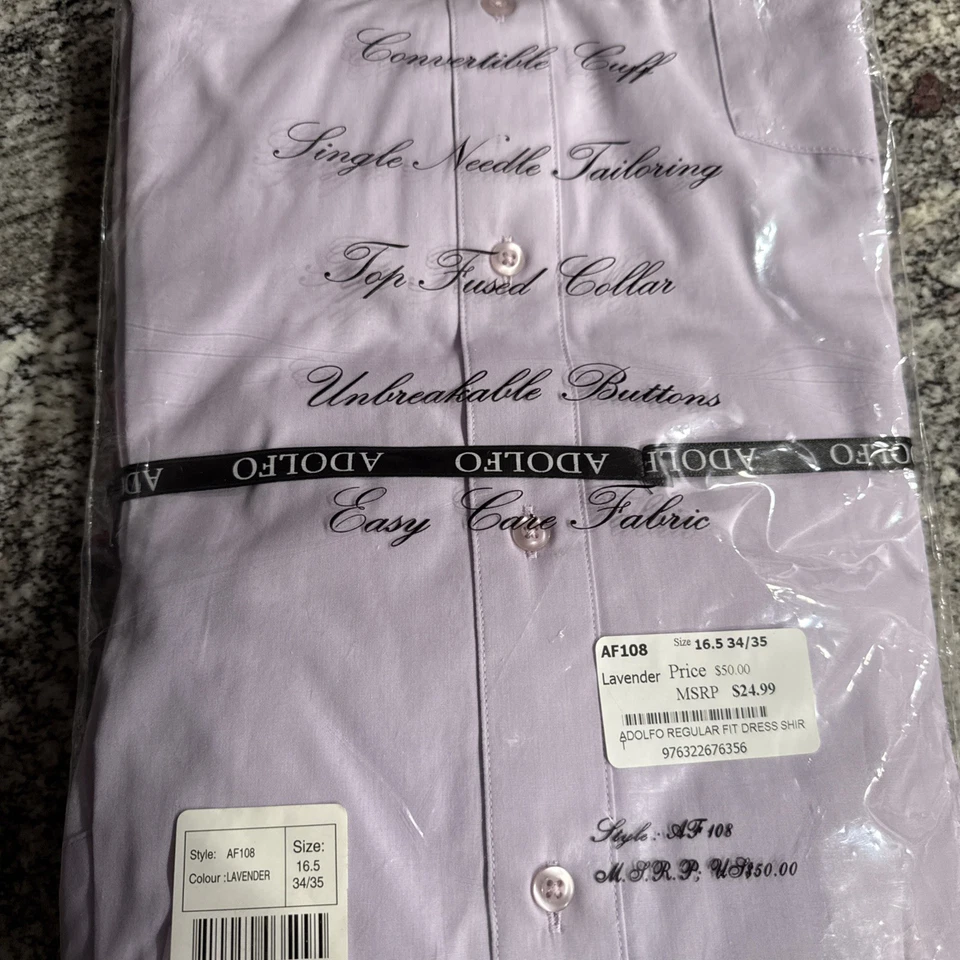 Convertible Cuff
Single Needle Tailoring
Top Fused Collar
Unbreakable Buttons
ADOLFO ADOLFO ADOLFO
Easy Care Fabric
AF108 Size 16.5 34/35
Lavender Price $50.00
MSRP $24.99
ADOLFO REGULAR FIT DRESS SHIR
T
976322676356
Style: AF 108
M.S.R.P; US$50.00
Style: AF108
Colour :LAVENDER
Size:
16.5
34/35